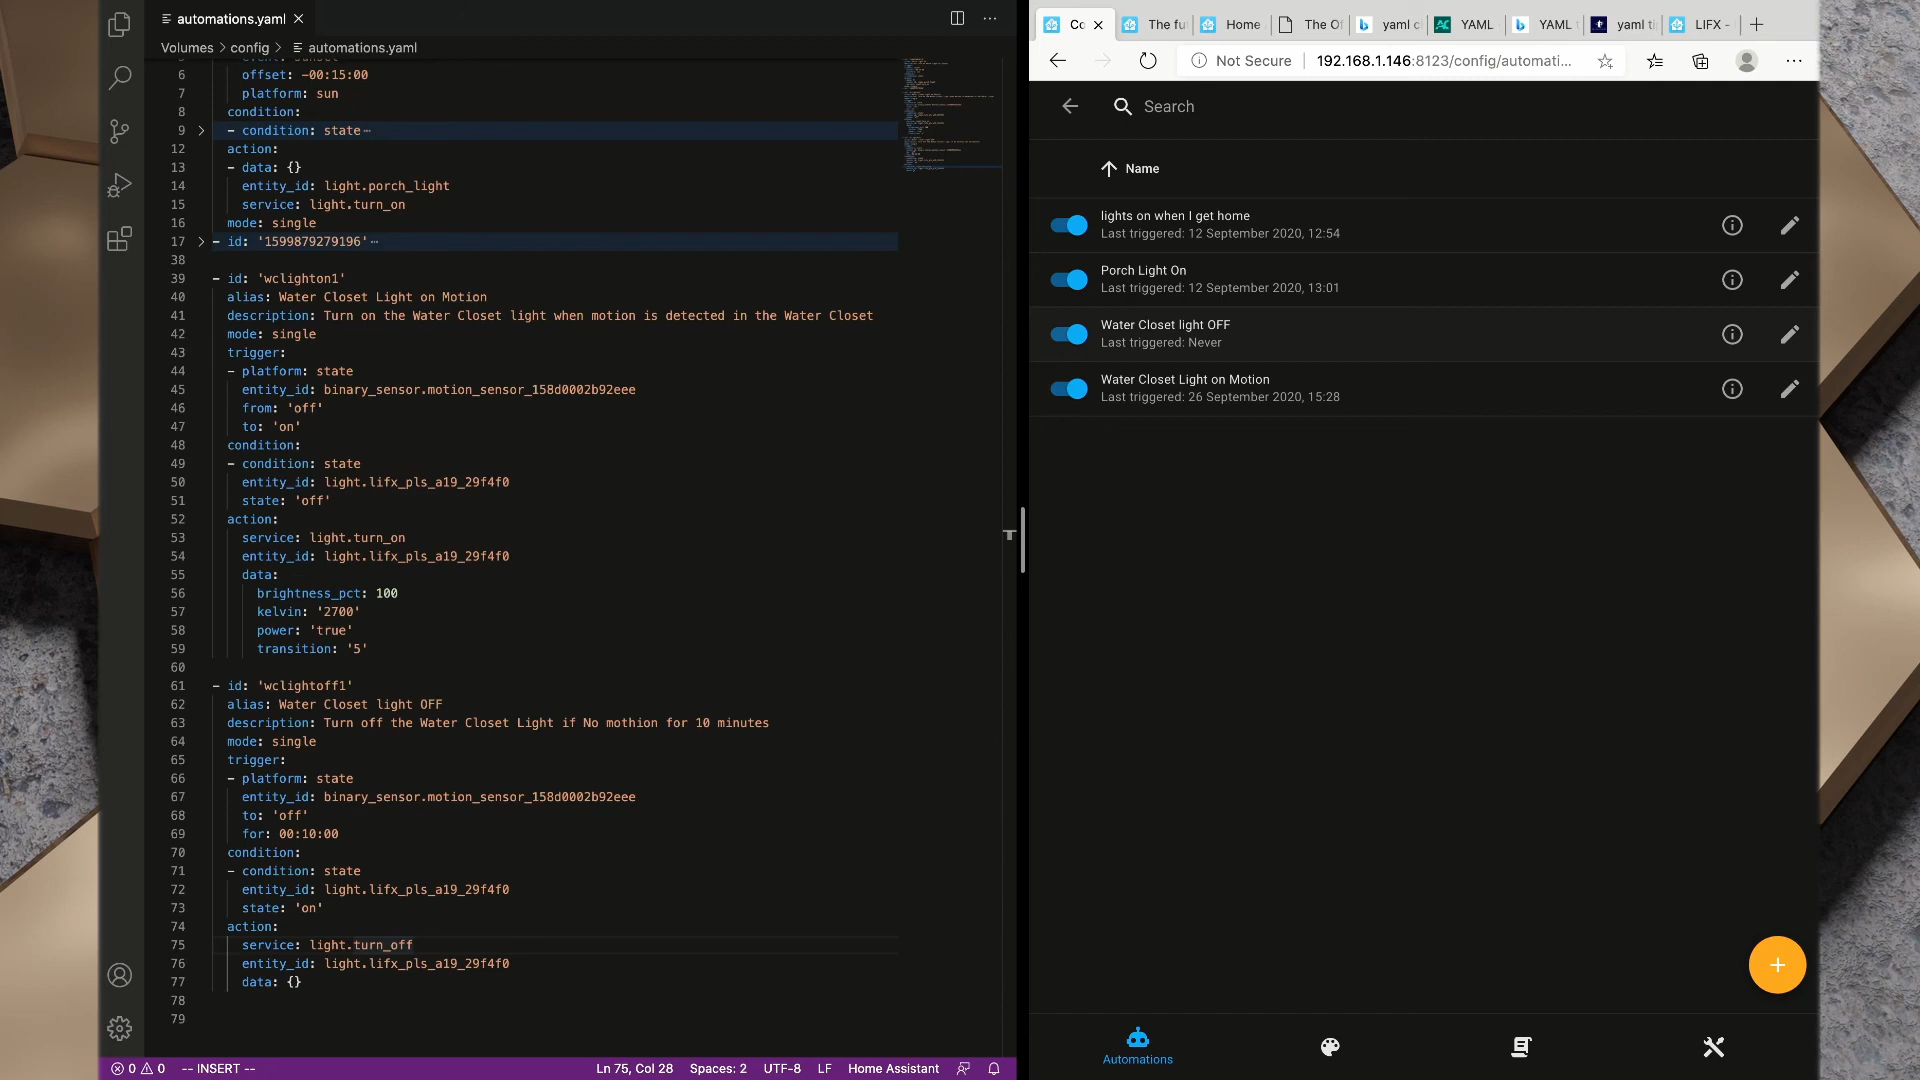 automations.yaml
Volumes > config > automations.yaml
6 offset: -00:15:00
7 platform: sun
8 condition:
9 - condition: state
12 action:
13 - data: {}
14 entity_id: light.porch_light
15 service: light.turn_on
16 mode: single
17 - id: '1599879279196'
38
39 - id: 'wclighton1'
40 alias: Water Closet Light on Motion
41 description: Turn on the Water Closet light when motion is detected in the Water Closet
42 mode: single
43 trigger:
44 - platform: state
45 entity_id: binary_sensor.motion_sensor_158d0002b92eee
46 from: 'off'
47 to: 'on'
48 condition:
49 - condition: state
50 entity_id: light.lifx_pls_a19_29f4f0
51 state: 'off'
52 action:
53 service: light.turn_on
54 entity_id: light.lifx_pls_a19_29f4f0
55 data:
56 brightness_pct: 100
57 kelvin: '2700'
58 power: 'true'
59 transition: '5'
60
61 - id: 'wclightoff1'
62 alias: Water Closet light OFF
63 description: Turn off the Water Closet Light if No mothion for 10 minutes
64 mode: single
65 trigger:
66 - platform: state
67 entity_id: binary_sensor.motion_sensor_158d0002b92eee
68 to: 'off'
69 for: 00:10:00
70 condition:
71 - condition: state
72 entity_id: light.lifx_pls_a19_29f4f0
73 state: 'on'
74 action:
75 service: light.turn_off
76 entity_id: light.lifx_pls_a19_29f4f0
77 data: {}
78
79
0 0 -- INSERT -- Ln 75, Col 28 Spaces: 2 UTF-8 LF Home Assistant
Co The fu Home The Of yaml c YAML YAML t yaml ti LIFX -
Not Secure 192.168.1.146:8123/config/automati...
Search
Name
lights on when I get home
Last triggered: 12 September 2020, 12:54
Porch Light On
Last triggered: 12 September 2020, 13:01
Water Closet light OFF
Last triggered: Never
Water Closet Light on Motion
Last triggered: 26 September 2020, 15:28
Automations